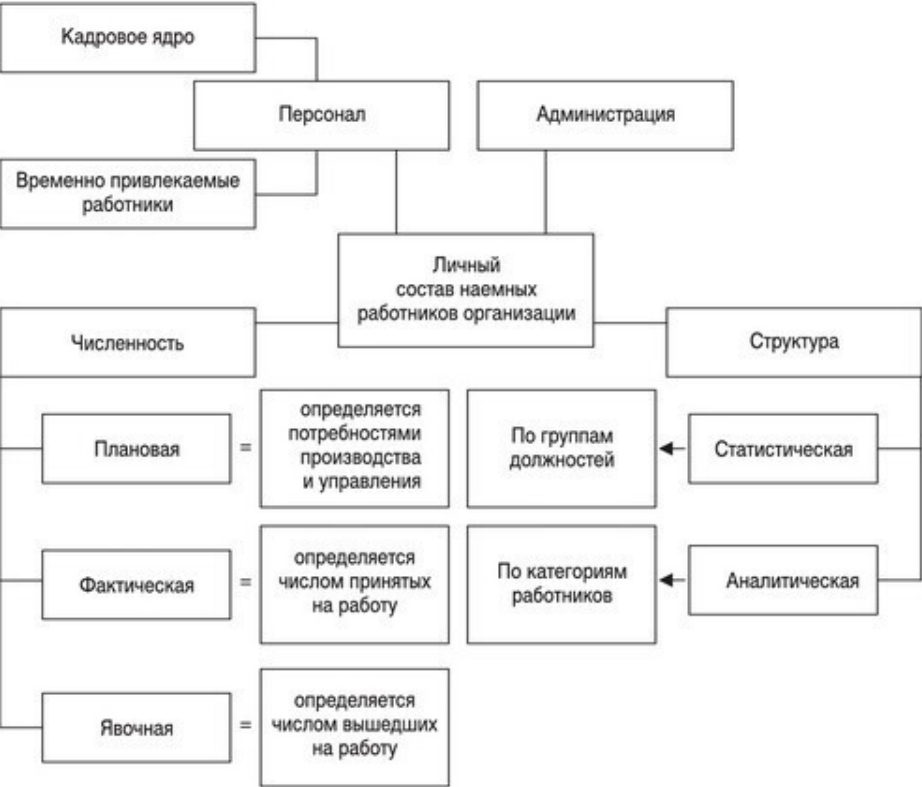 Кадровое ядро
Персонал
Администрация
Временно привлекаемые
работники
Личный
состав наемных
работников организации
Численность
Структура
Плановая
=
определяется
потребностями
производства
и управления
По группам
должностей
Статистическая
Фактическая
=
определяется
числом принятых
на работу
По категориям
работников
Аналитическая
Явочная
=
определяется
числом вышедших
на работу